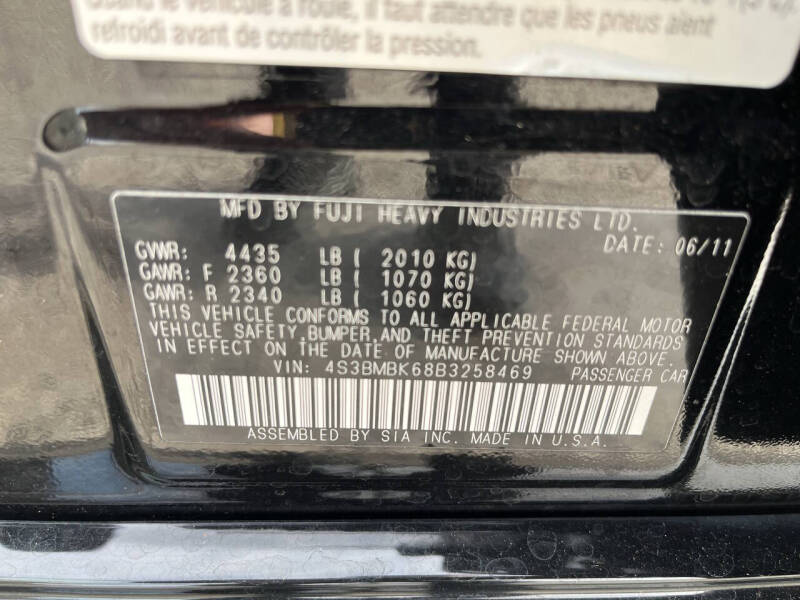 Quand le véhicule a roulé, il faut attendre que les pneus aient
refroidi avant de contrôler la pression.
MFD BY FUJI HEAVY INDUSTRIES LTD.
DATE: 06/11
GVWR: 4435 LB ( 2010 KG)
GAWR: F 2360 LB ( 1070 KG)
GAWR: R 2340 LB ( 1060 KG)
THIS VEHICLE CONFORMS TO ALL APPLICABLE FEDERAL MOTOR
VEHICLE SAFETY, BUMPER, AND THEFT PREVENTION STANDARDS
IN EFFECT ON THE DATE OF MANUFACTURE SHOWN ABOVE.
VIN: 4S3BMBK68B3258469 PASSENGER CAR
ASSEMBLED BY SIA INC. MADE IN U.S.A.